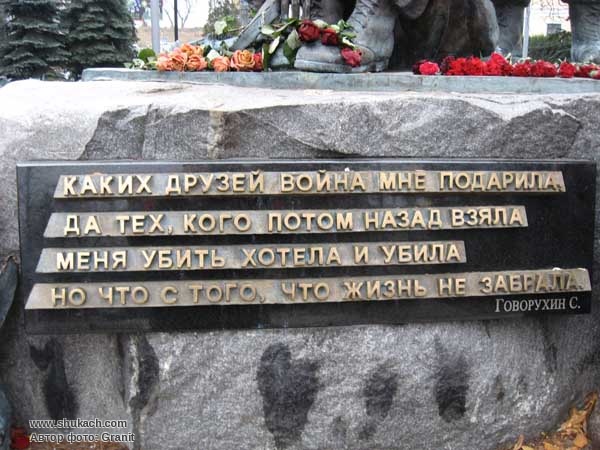 КАКИХ ДРУЗЕЙ ВОЙНА МНЕ ПОДАРИЛА,
ДА ТЕХ, КОГО ПОТОМ НАЗАД ВЗЯЛА
МЕНЯ УБИТЬ ХОТЕЛА И УБИЛА
НО ЧТО С ТОГО, ЧТО ЖИЗНЬ НЕ ЗАБРАЛА.
ГОВОРУХИН С.
www.shukach.com
Автор фото: Granit